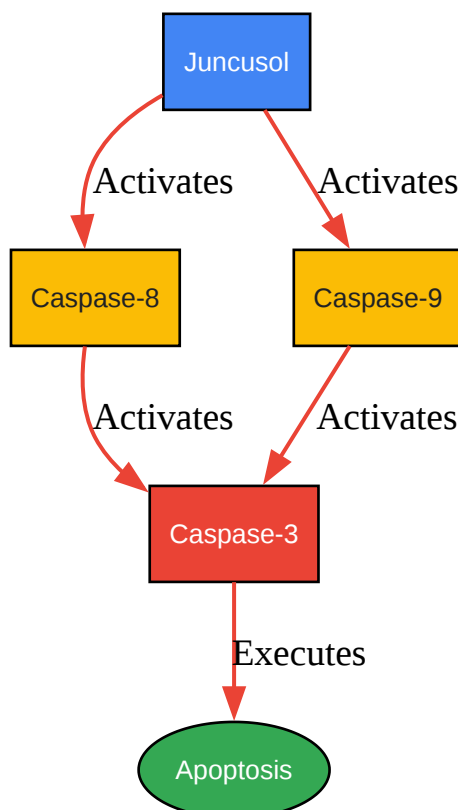 Juncusol
Activates
Activates
Caspase-8
Caspase-9
Activates
Activates
Caspase-3
Executes
Apoptosis